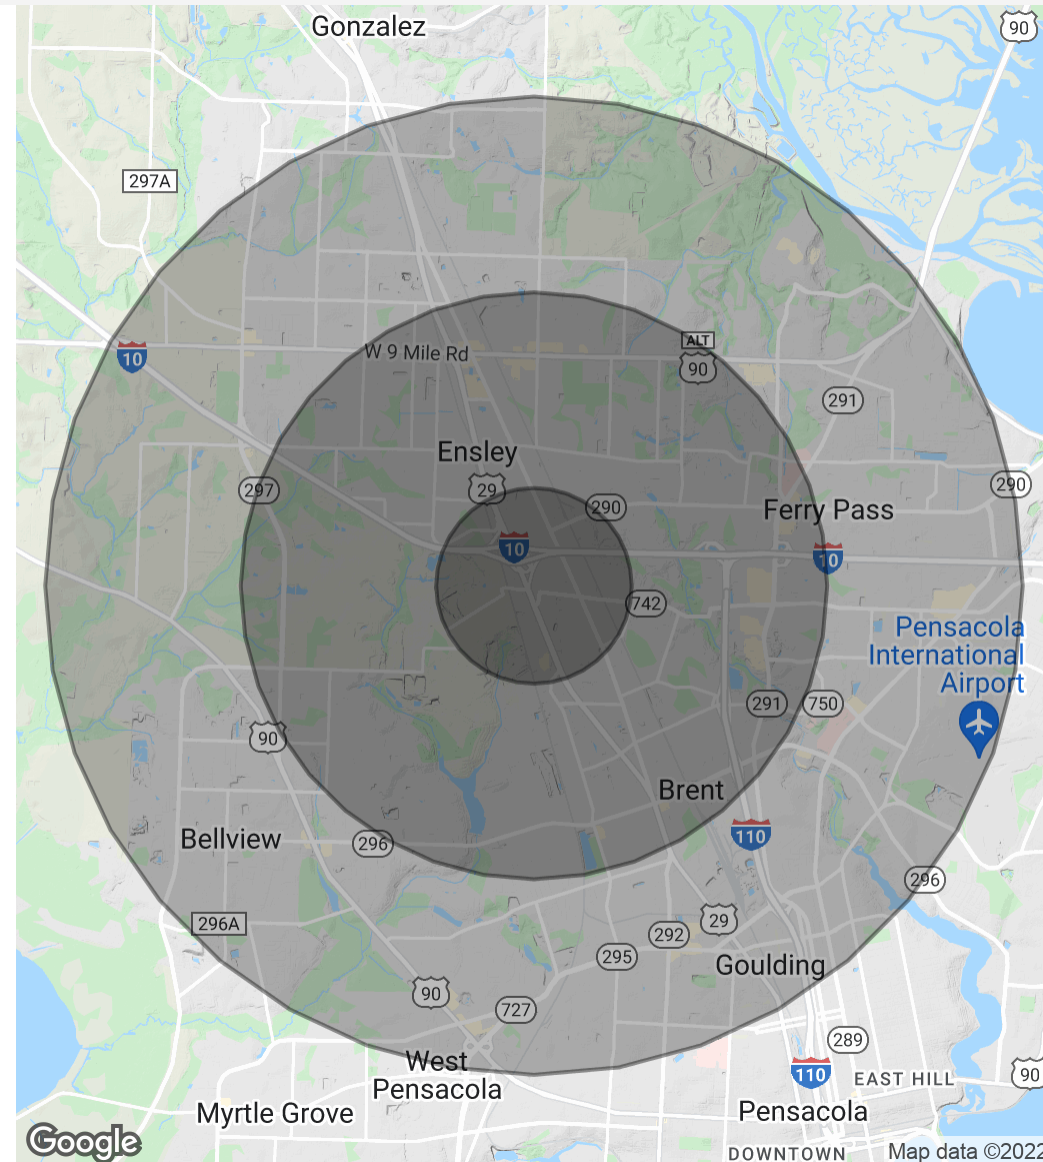 Gonzalez
90
297A
10
W 9 Mile Rd
ALT
90
291
Ensley
29
290
297
290
Ferry Pass
10
10
742
Pensacola
International
Airport
291
750
90
Brent
110
Bellview
296
296
296A
29
292
295
Goulding
90
727
289
West
Pensacola
110
EAST HILL
90
Myrtle Grove
Pensacola
Google
DOWNTOWN
Map data ©2022